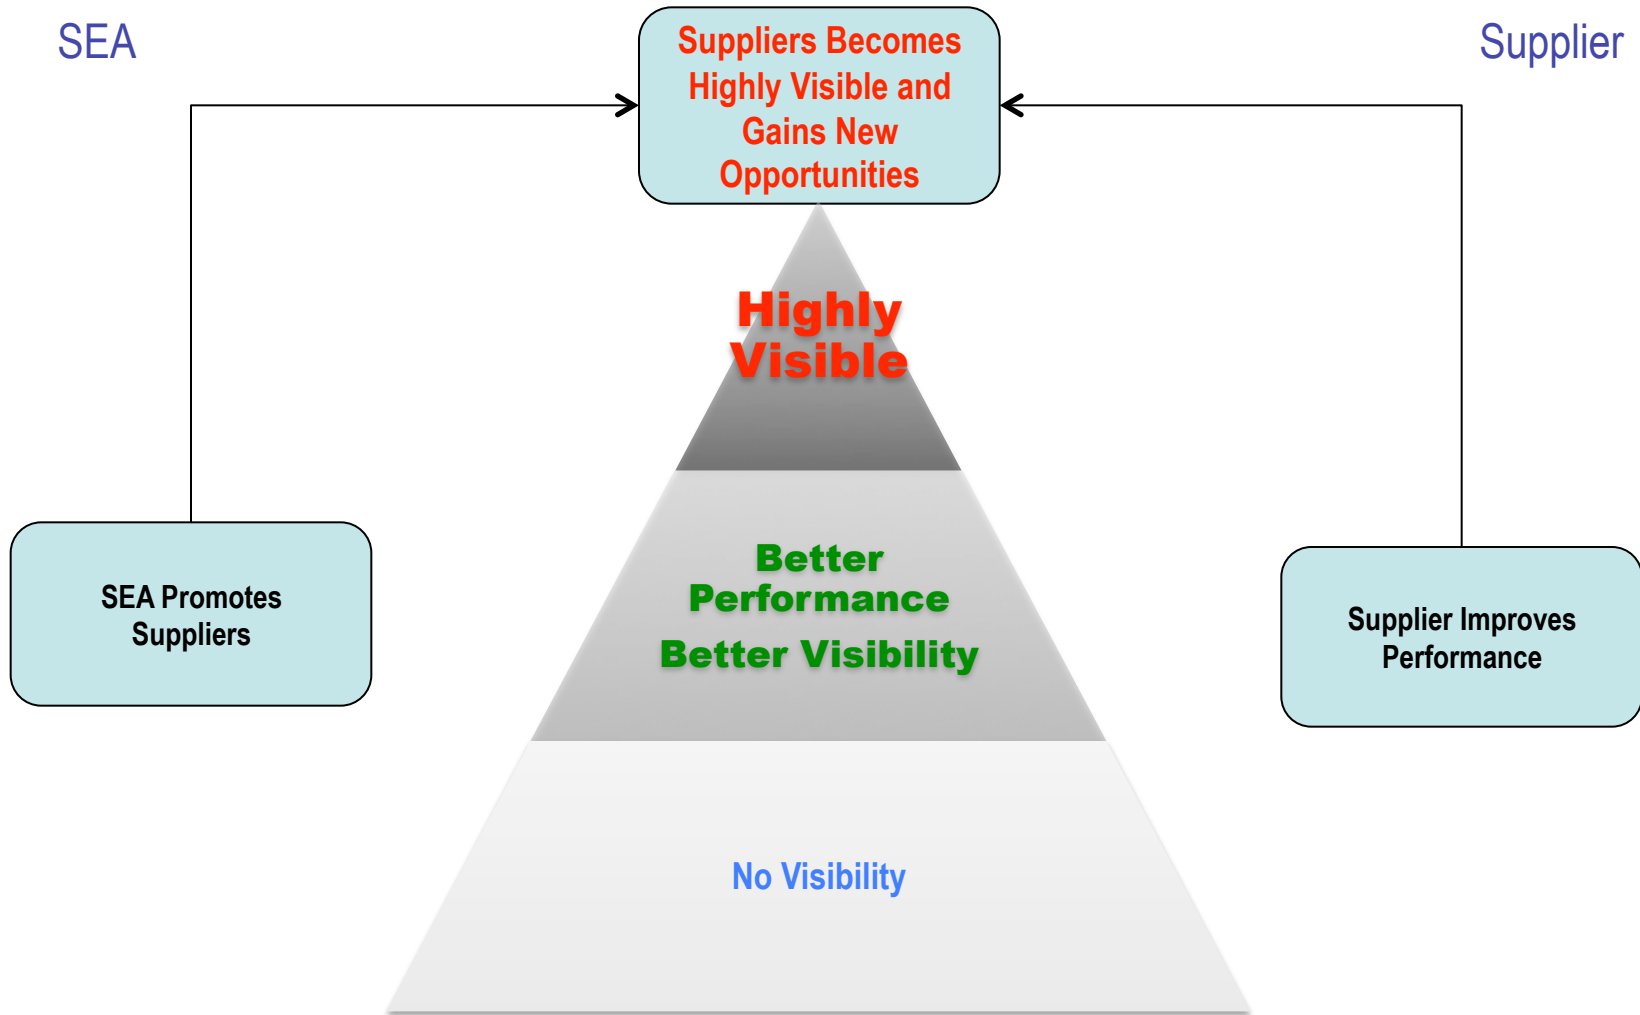 SEA
Supplier
Suppliers Becomes
Highly Visible and
Gains New
Opportunities
Highly
Visible
Better
Performance
Better Visibility
SEA Promotes
Suppliers
Supplier Improves
Performance
No Visibility